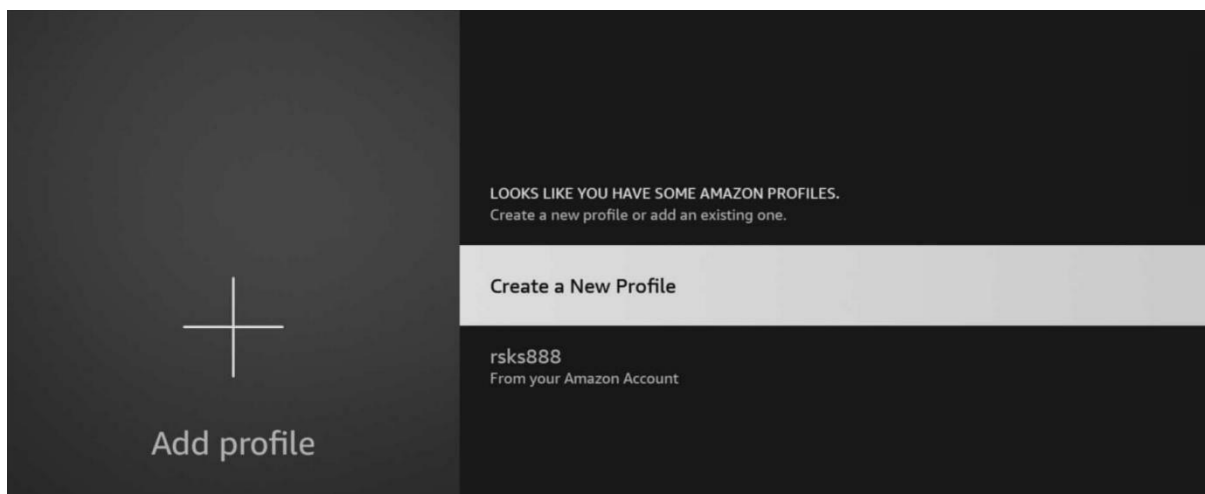 LOOKS LIKE YOU HAVE SOME AMAZON PROFILES.
Create a new profile or add an existing one.
Create a New Profile
rsks888
From your Amazon Account
Add profile